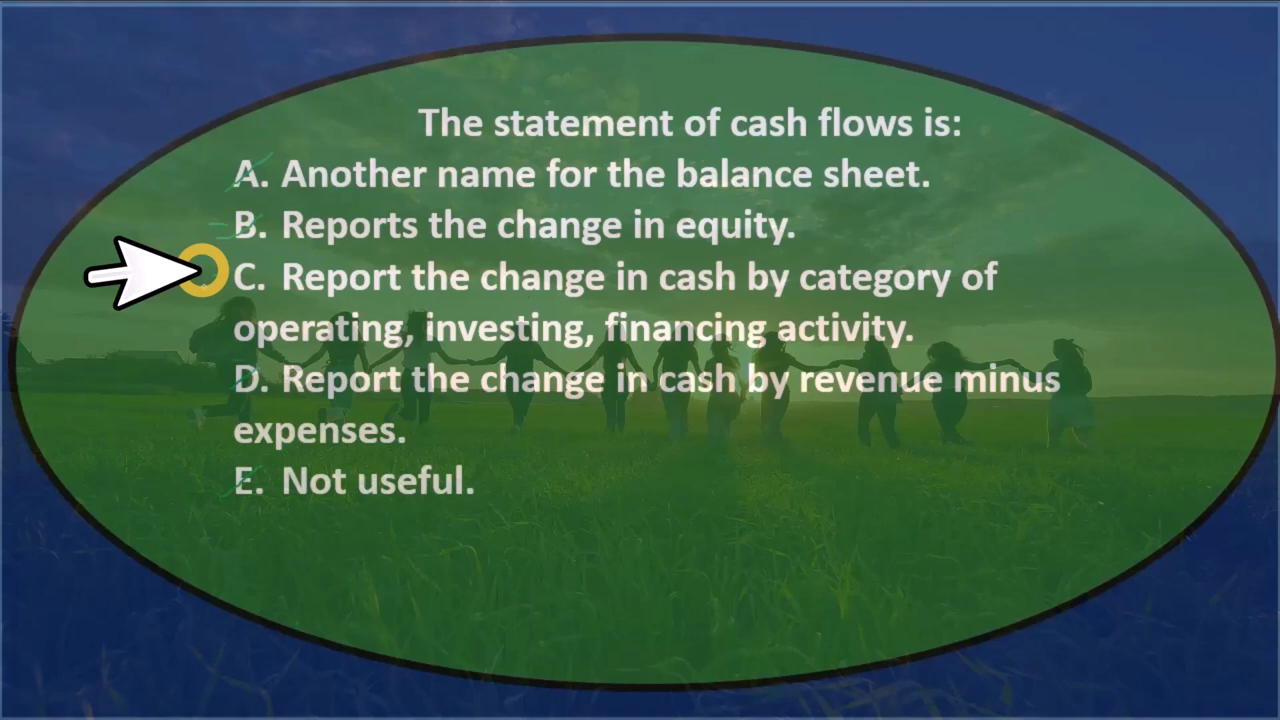 The statement of cash flows is:
A. Another name for the balance sheet.
B. Reports the change in equity.
C. Report the change in cash by category of
operating, investing, financing activity.
D. Report the change in cash by revenue minus
expenses.
E. Not useful.